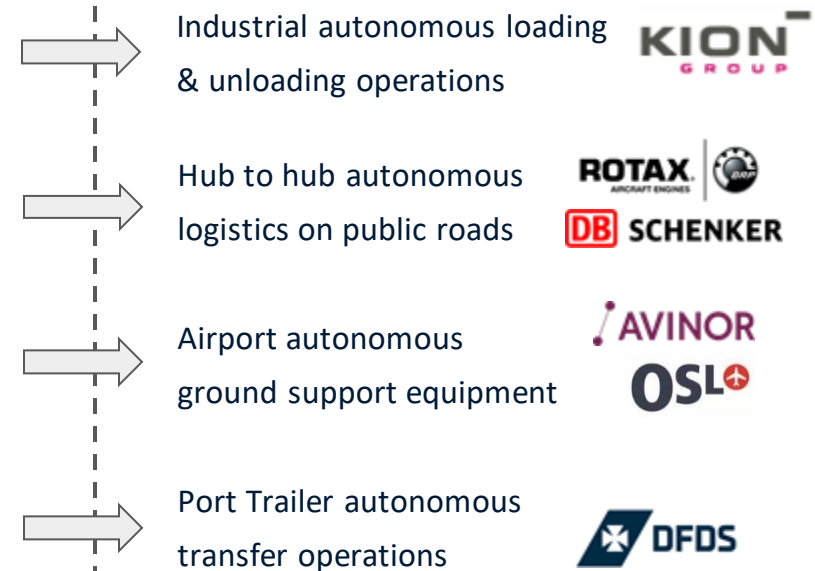 Industrial autonomous loading
& unloading operations
KION
GROUP
Hub to hub autonomous
logistics on public roads
ROTAX.
AIRCRAFT ENGINES
BRP
DB SCHENKER
Airport autonomous
ground support equipment
AVINOR
OSL
Port Trailer autonomous
transfer operations
DFDS